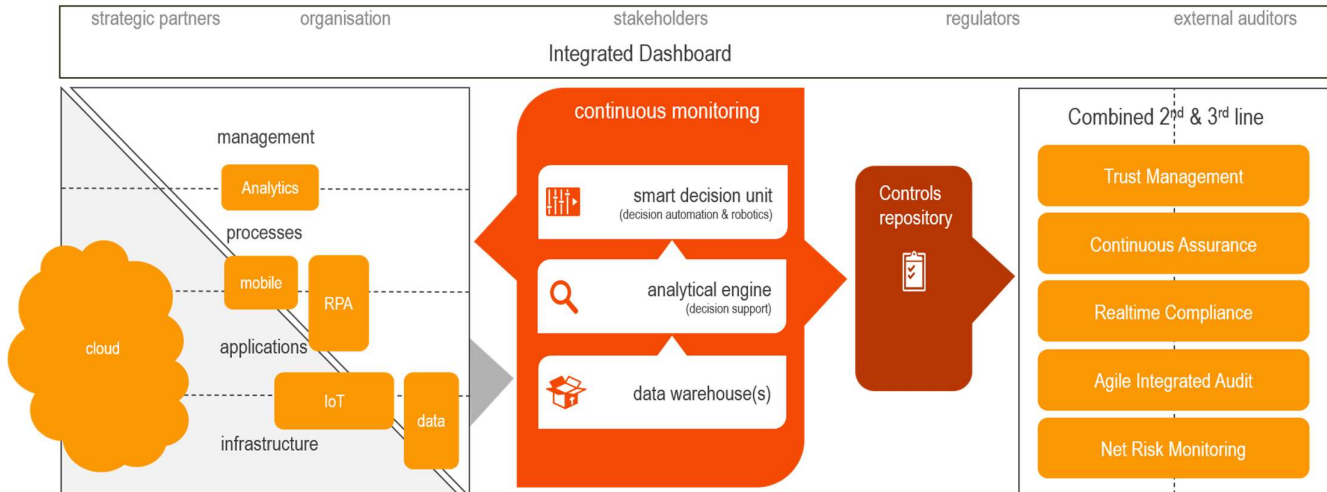 strategic partners organisation stakeholders regulators external auditors
Integrated Dashboard
management
Analytics
processes
mobile
RPA
cloud
applications
IoT
data
infrastructure
continuous monitoring
smart decision unit
(decision automation & robotics)
analytical engine
(decision support)
data warehouse(s)
Controls
repository
Combined 2nd & 3rd line
Trust Management
Continuous Assurance
Realtime Compliance
Agile Integrated Audit
Net Risk Monitoring